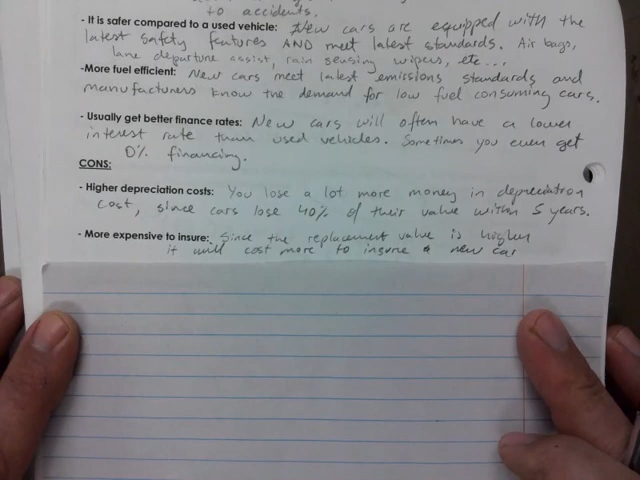 to accidents.
- It is safer compared to a used vehicle: New cars are equipped with the
latest safety features AND meet latest standards. Air bags,
lane departure assist, rain sensing wipers, etc...
-More fuel efficient: New cars meet latest emissions standards and
manufacturers know the demand for low fuel consuming cars.
- Usually get better finance rates: New cars will often have a lower
interest rate than used vehicles. Sometimes you even get
0% financing.
CONS:
- Higher depreciation costs: You lose a lot more money in depreciation
cost, since cars lose 40% of their value within 5 years.
- More expensive to insure: Since the replacement value is higher
it will cost more to insure a new car